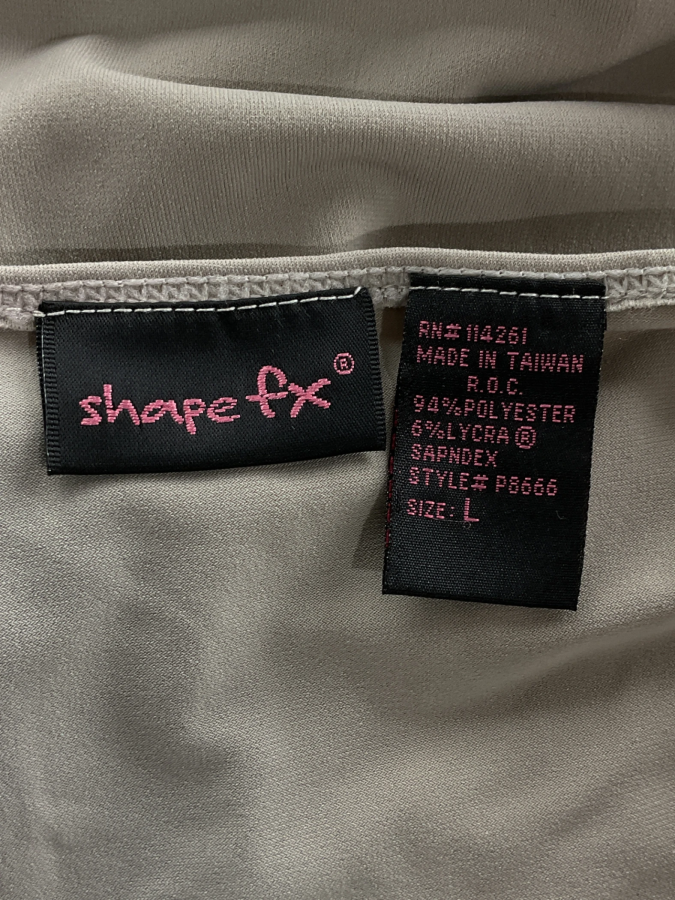 shape fx®
RN# 114261
MADE IN TAIWAN
R.O.C.
94%POLYESTER
6%LYCRA®
SAPNDEX
STYLE# P8666
SIZE: L